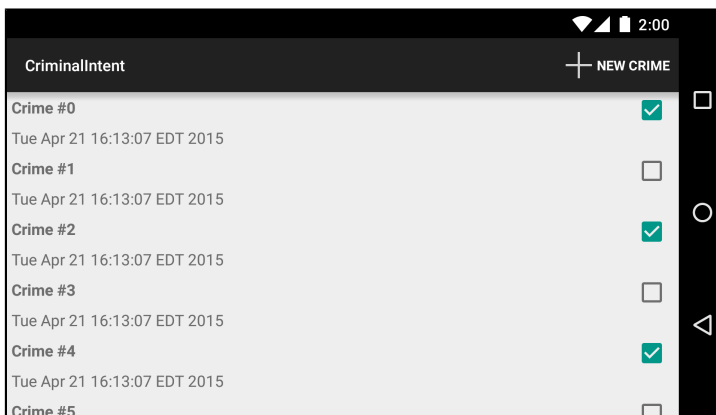 2:00
CriminalIntent
NEW CRIME
Crime #0
Tue Apr 21 16:13:07 EDT 2015
Crime #1
Tue Apr 21 16:13:07 EDT 2015
Crime #2
Tue Apr 21 16:13:07 EDT 2015
Crime #3
Tue Apr 21 16:13:07 EDT 2015
Crime #4
Tue Apr 21 16:13:07 EDT 2015
Crime #5